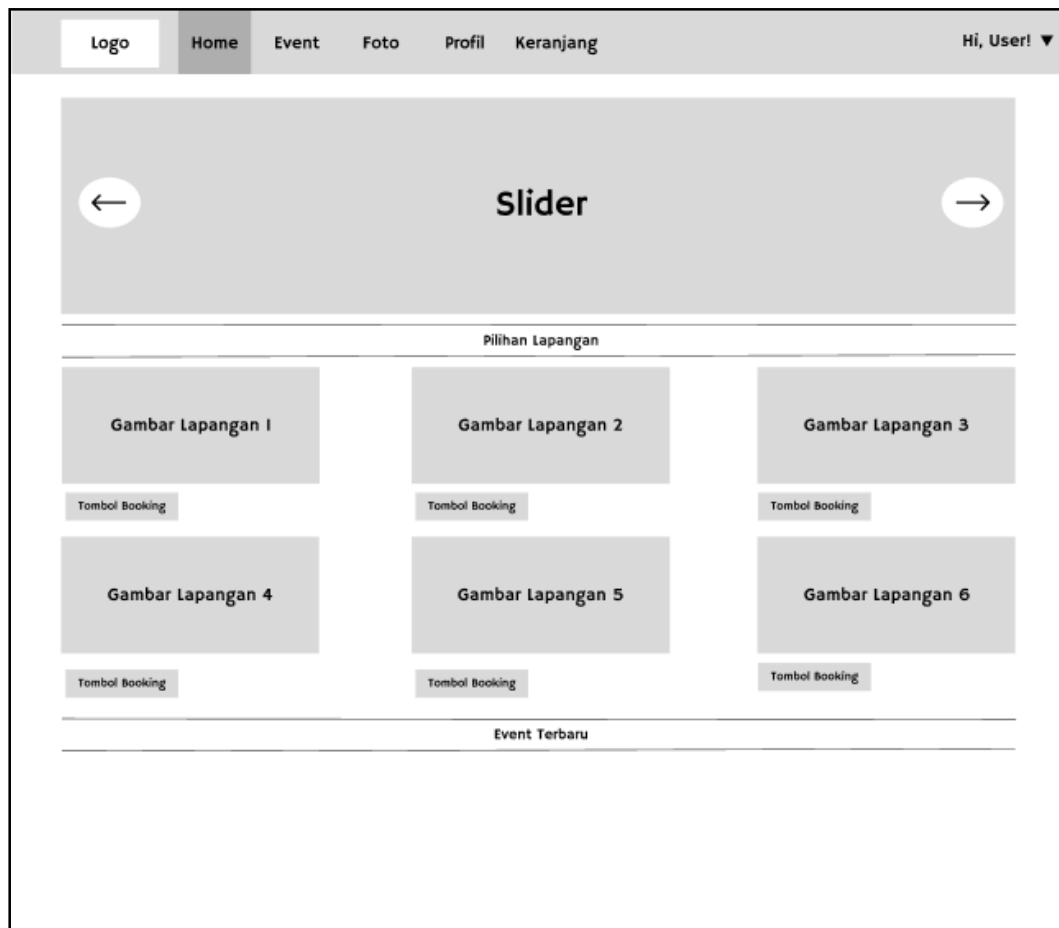 Logo
Home
Event
Foto
Profil
Keranjang
Hi, User! ▼
Slider
Pilihan Lapangan
Gambar Lapangan 1
Gambar Lapangan 2
Gambar Lapangan 3
Tombol Booking
Tombol Booking
Tombol Booking
Gambar Lapangan 4
Gambar Lapangan 5
Gambar Lapangan 6
Tombol Booking
Tombol Booking
Tombol Booking
Event Terbaru